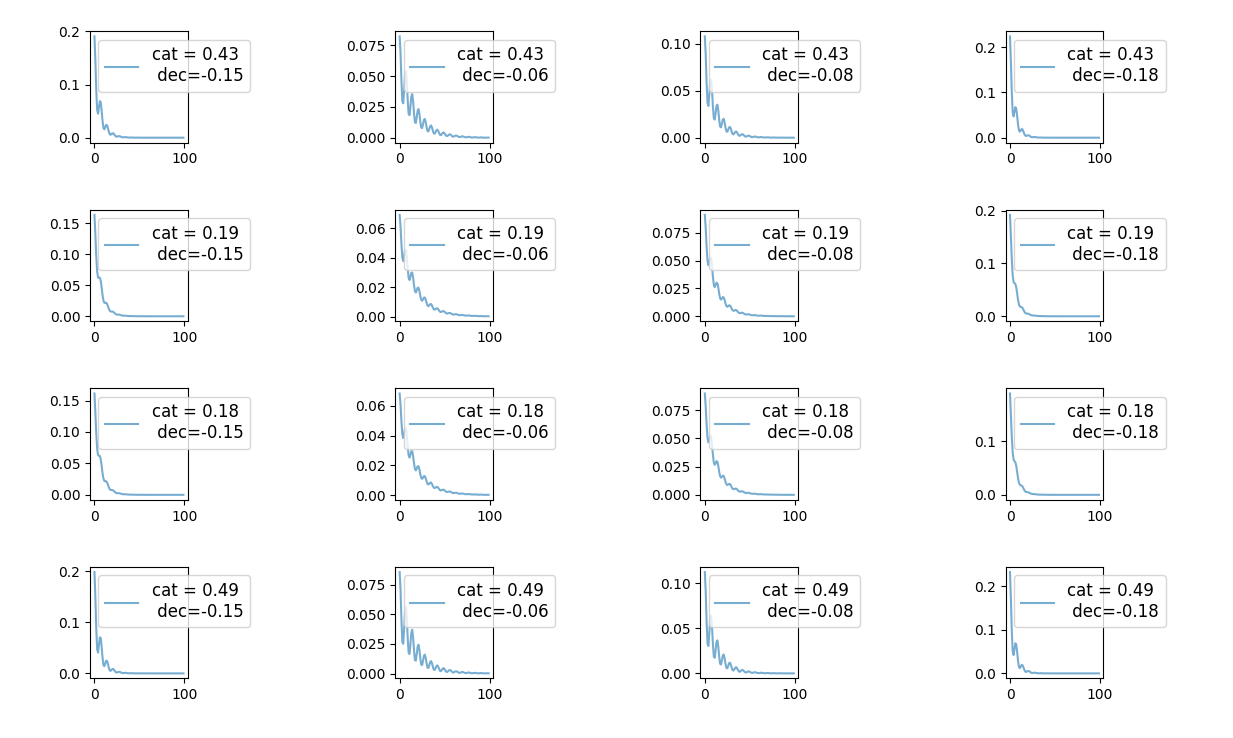 0.2
0.1
0.0
0
100
cat = 0.43
dec=-0.15
0.075
0.050
0.025
0.000
0
100
cat = 0.43
dec=-0.06
0.10
0.05
0.00
0
100
cat = 0.43
dec=-0.08
0.2
0.1
0.0
0
100
cat = 0.43
dec=-0.18
0.15
0.10
0.05
0.00
0
100
cat = 0.19
dec=-0.15
0.06
0.04
0.02
0.00
0
100
cat = 0.19
dec=-0.06
0.075
0.050
0.025
0.000
0
100
cat = 0.19
dec=-0.08
0.2
0.1
0.0
0
100
cat = 0.19
dec=-0.18
0.15
0.10
0.05
0.00
0
100
cat = 0.18
dec=-0.15
0.06
0.04
0.02
0.00
0
100
cat = 0.18
dec=-0.06
0.075
0.050
0.025
0.000
0
100
cat = 0.18
dec=-0.08
0.1
0.0
0
100
cat = 0.18
dec=-0.18
0.2
0.1
0.0
0
100
cat = 0.49
dec=-0.15
0.075
0.050
0.025
0.000
0
100
cat = 0.49
dec=-0.06
0.10
0.05
0.00
0
100
cat = 0.49
dec=-0.08
0.2
0.1
0.0
0
100
cat = 0.49
dec=-0.18